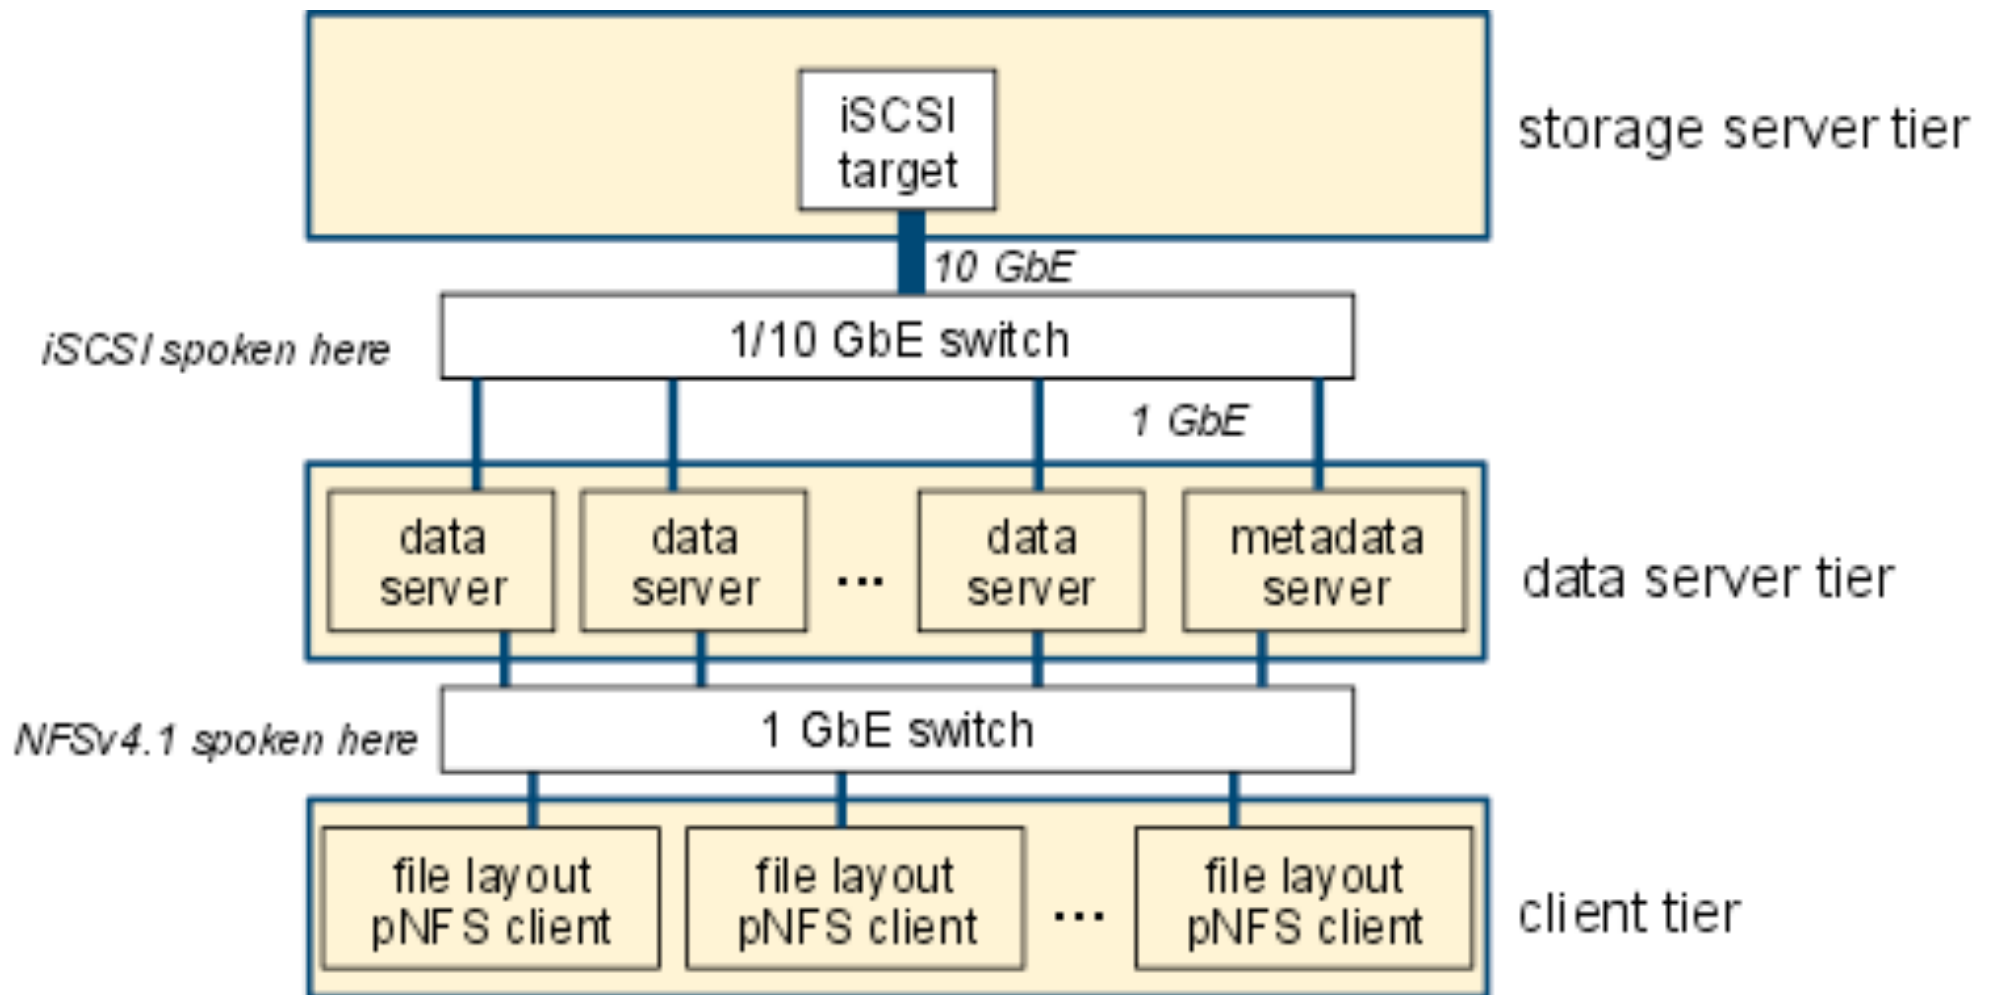 iSCSI
target
storage server tier
10 GbE
iSCSI spoken here
1/10 GbE switch
1 GbE
data
server
data
server
...
data
server
metadata
server
data server tier
NFSv4.1 spoken here
1 GbE switch
file layout
pNFS client
file layout
pNFS client
...
file layout
pNFS client
client tier